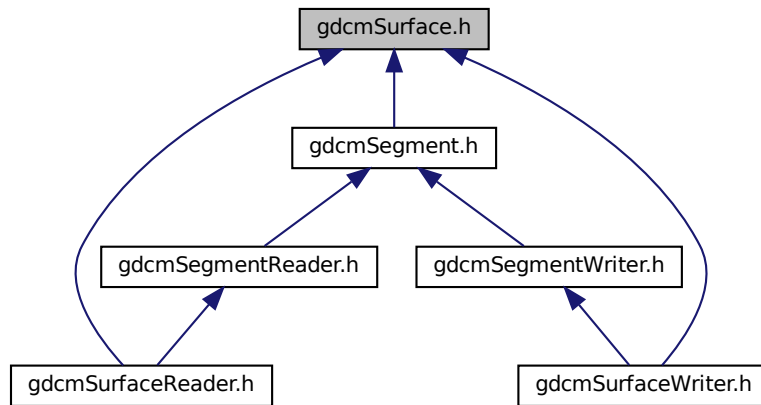 gdcmSurface.h
gdcmSegment.h
gdcmSegmentReader.h
gdcmSegmentWriter.h
gdcmSurfaceReader.h
gdcmSurfaceWriter.h